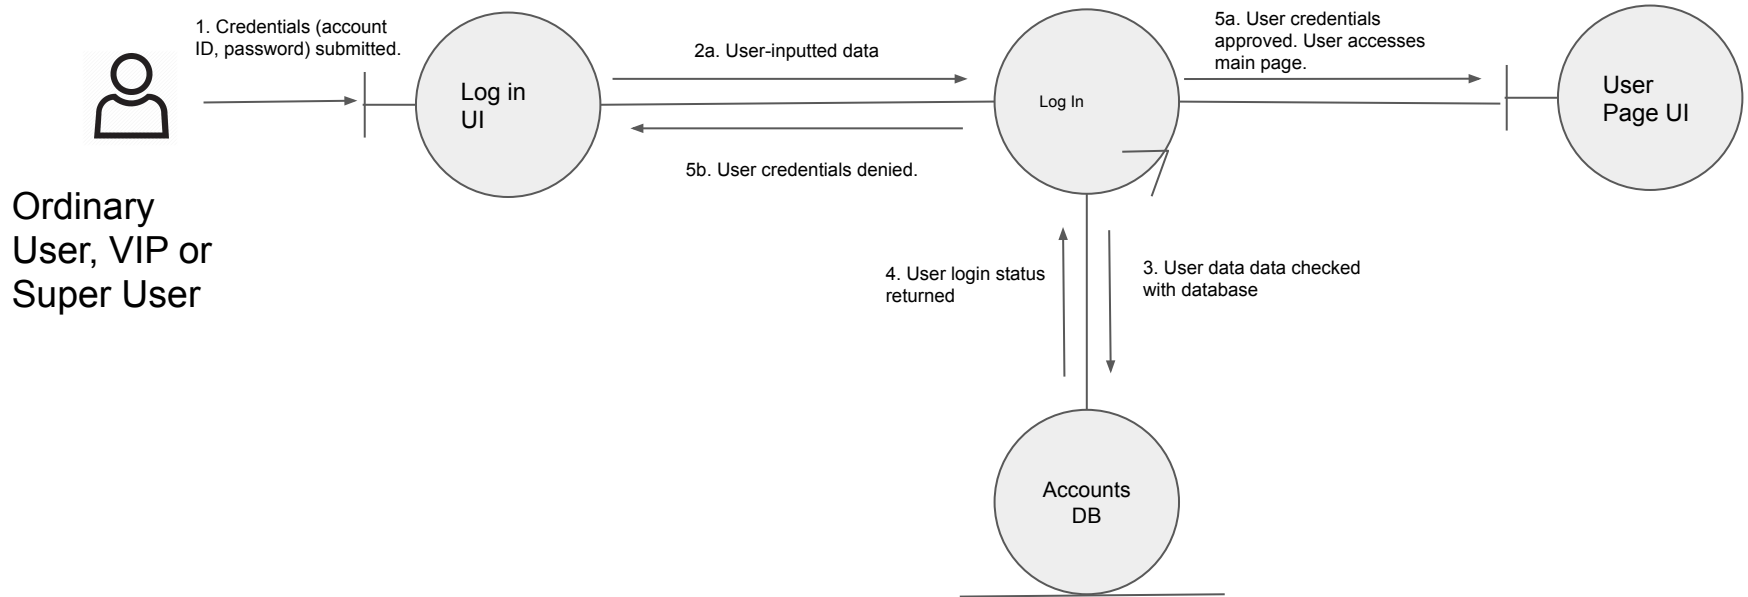 1. Credentials (account
ID, password) submitted.
Ordinary
User, VIP or
Super User
Log in
UI
2a. User-inputted data
5b. User credentials denied.
Log In
5a. User credentials
approved. User accesses
main page.
User
Page UI
4. User login status
returned
3. User data data checked
with database
Accounts
DB